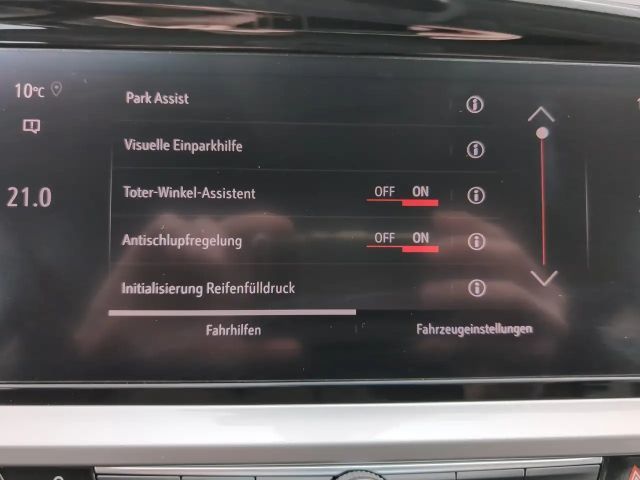 10°C
Park Assist
Visuelle Einparkhilfe
21.0
Toter-Winkel-Assistent OFF ON
Antischlupfregelung OFF ON
Initialisierung Reifenfülldruck
Fahrhilfen Fahrzeugeinstellungen